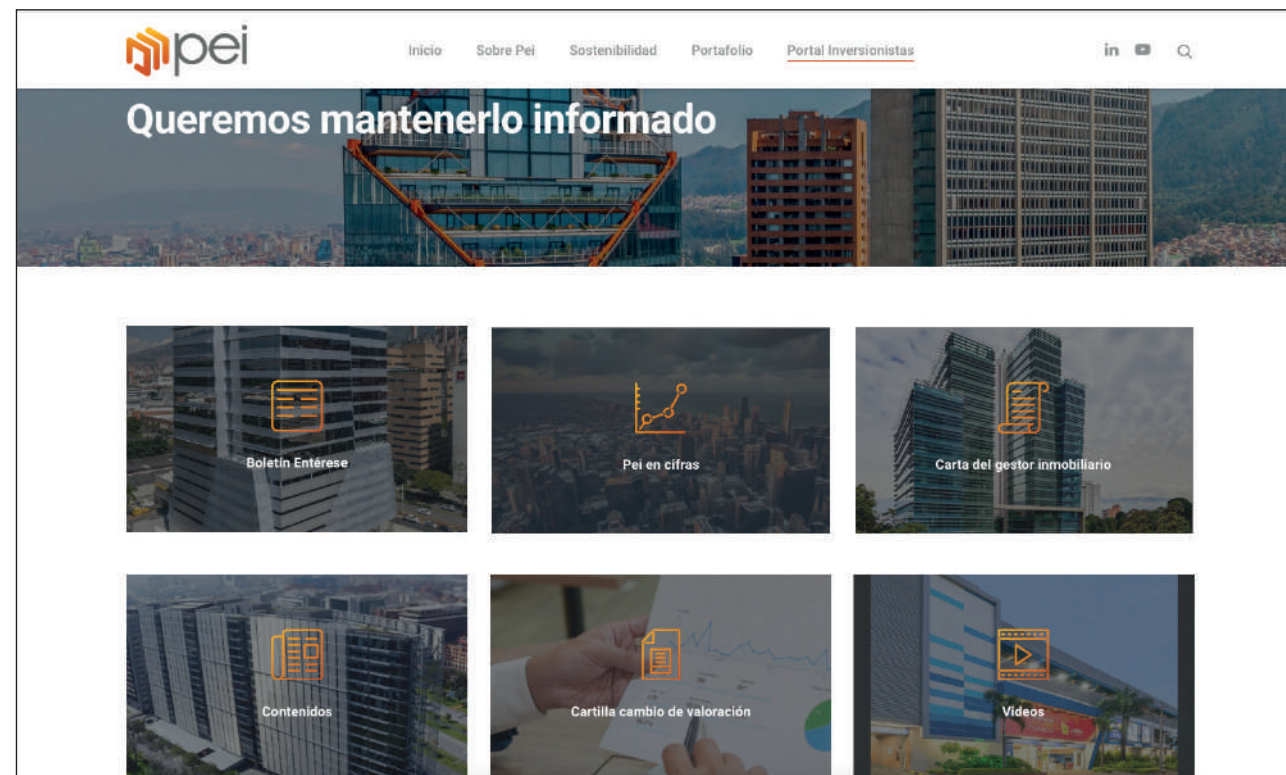 pei
Inicio Sobre Pei Sostenibilidad Portafolio Portal Inversionistas
in
Queremos mantenerlo informado
Boletín Entérese
Pei en cifras
Carta del gestor inmobiliario
Contenidos
Cartilla cambio de valoración
Videos